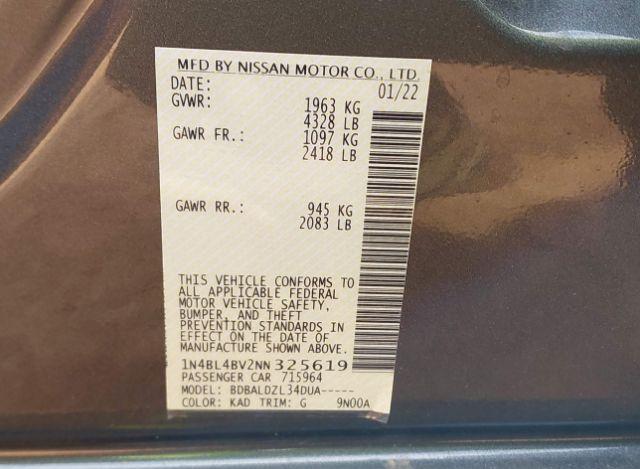 MFD BY NISSAN MOTOR CO., LTD.
DATE: 01/22
GVWR: 1963 KG
4328 LB
GAWR FR.: 1097 KG
2418 LB
GAWR RR.: 945 KG
2083 LB
THIS VEHICLE CONFORMS TO
ALL APPLICABLE FEDERAL
MOTOR VEHICLE SAFETY,
BUMPER, AND THEFT
PREVENTION STANDARDS IN
EFFECT ON THE DATE OF
MANUFACTURE SHOWN ABOVE.
1N4BL4BV2NN325619
PASSENGER CAR 715964
MODEL: BDBALDZL34DUA-----
COLOR: KAD TRIM: G 9N00A